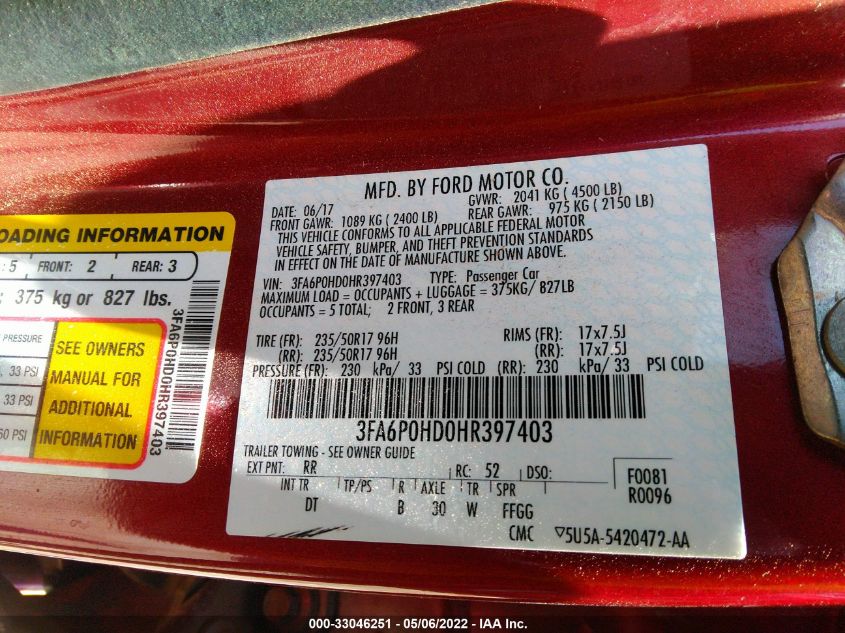 OADING INFORMATION
: 5 FRONT: 2 REAR: 3
: 375 kg or 827 lbs.
PRESSURE
33 PSI
33 PSI
60 PSI
SEE OWNERS
MANUAL FOR
ADDITIONAL
INFORMATION
3FA6P0HD0HR397403
MFD. BY FORD MOTOR CO.
DATE: 06/17 GVWR: 2041 KG ( 4500 LB)
FRONT GAWR: 1089 KG ( 2400 LB) REAR GAWR: 975 KG ( 2150 LB)
THIS VEHICLE CONFORMS TO ALL APPLICABLE FEDERAL MOTOR
VEHICLE SAFETY, BUMPER, AND THEFT PREVENTION STANDARDS
IN EFFECT ON THE DATE OF MANUFACTURE SHOWN ABOVE.
VIN: 3FA6P0HD0HR397403 TYPE: Passenger Car
MAXIMUM LOAD = OCCUPANTS + LUGGAGE = 375KG/ 827LB
OCCUPANTS = 5 TOTAL; 2 FRONT, 3 REAR
TIRE (FR): 235/50R17 96H RIMS (FR): 17x7.5J
(RR): 235/50R17 96H (RR): 17x7.5J
PRESSURE (FR): 230 kPa/ 33 PSI COLD (RR): 230 kPa/ 33 PSI COLD
3FA6P0HD0HR397403
TRAILER TOWING - SEE OWNER GUIDE
EXT PNT: RR RC: 52 DSO: F0081
INT TR TP/PS R AXLE TR SPR R0096
DT B 30 W FFGG
CMC ▽5U5A-5420472-AA
000-33046251 - 05/06/2022 - IAA Inc.